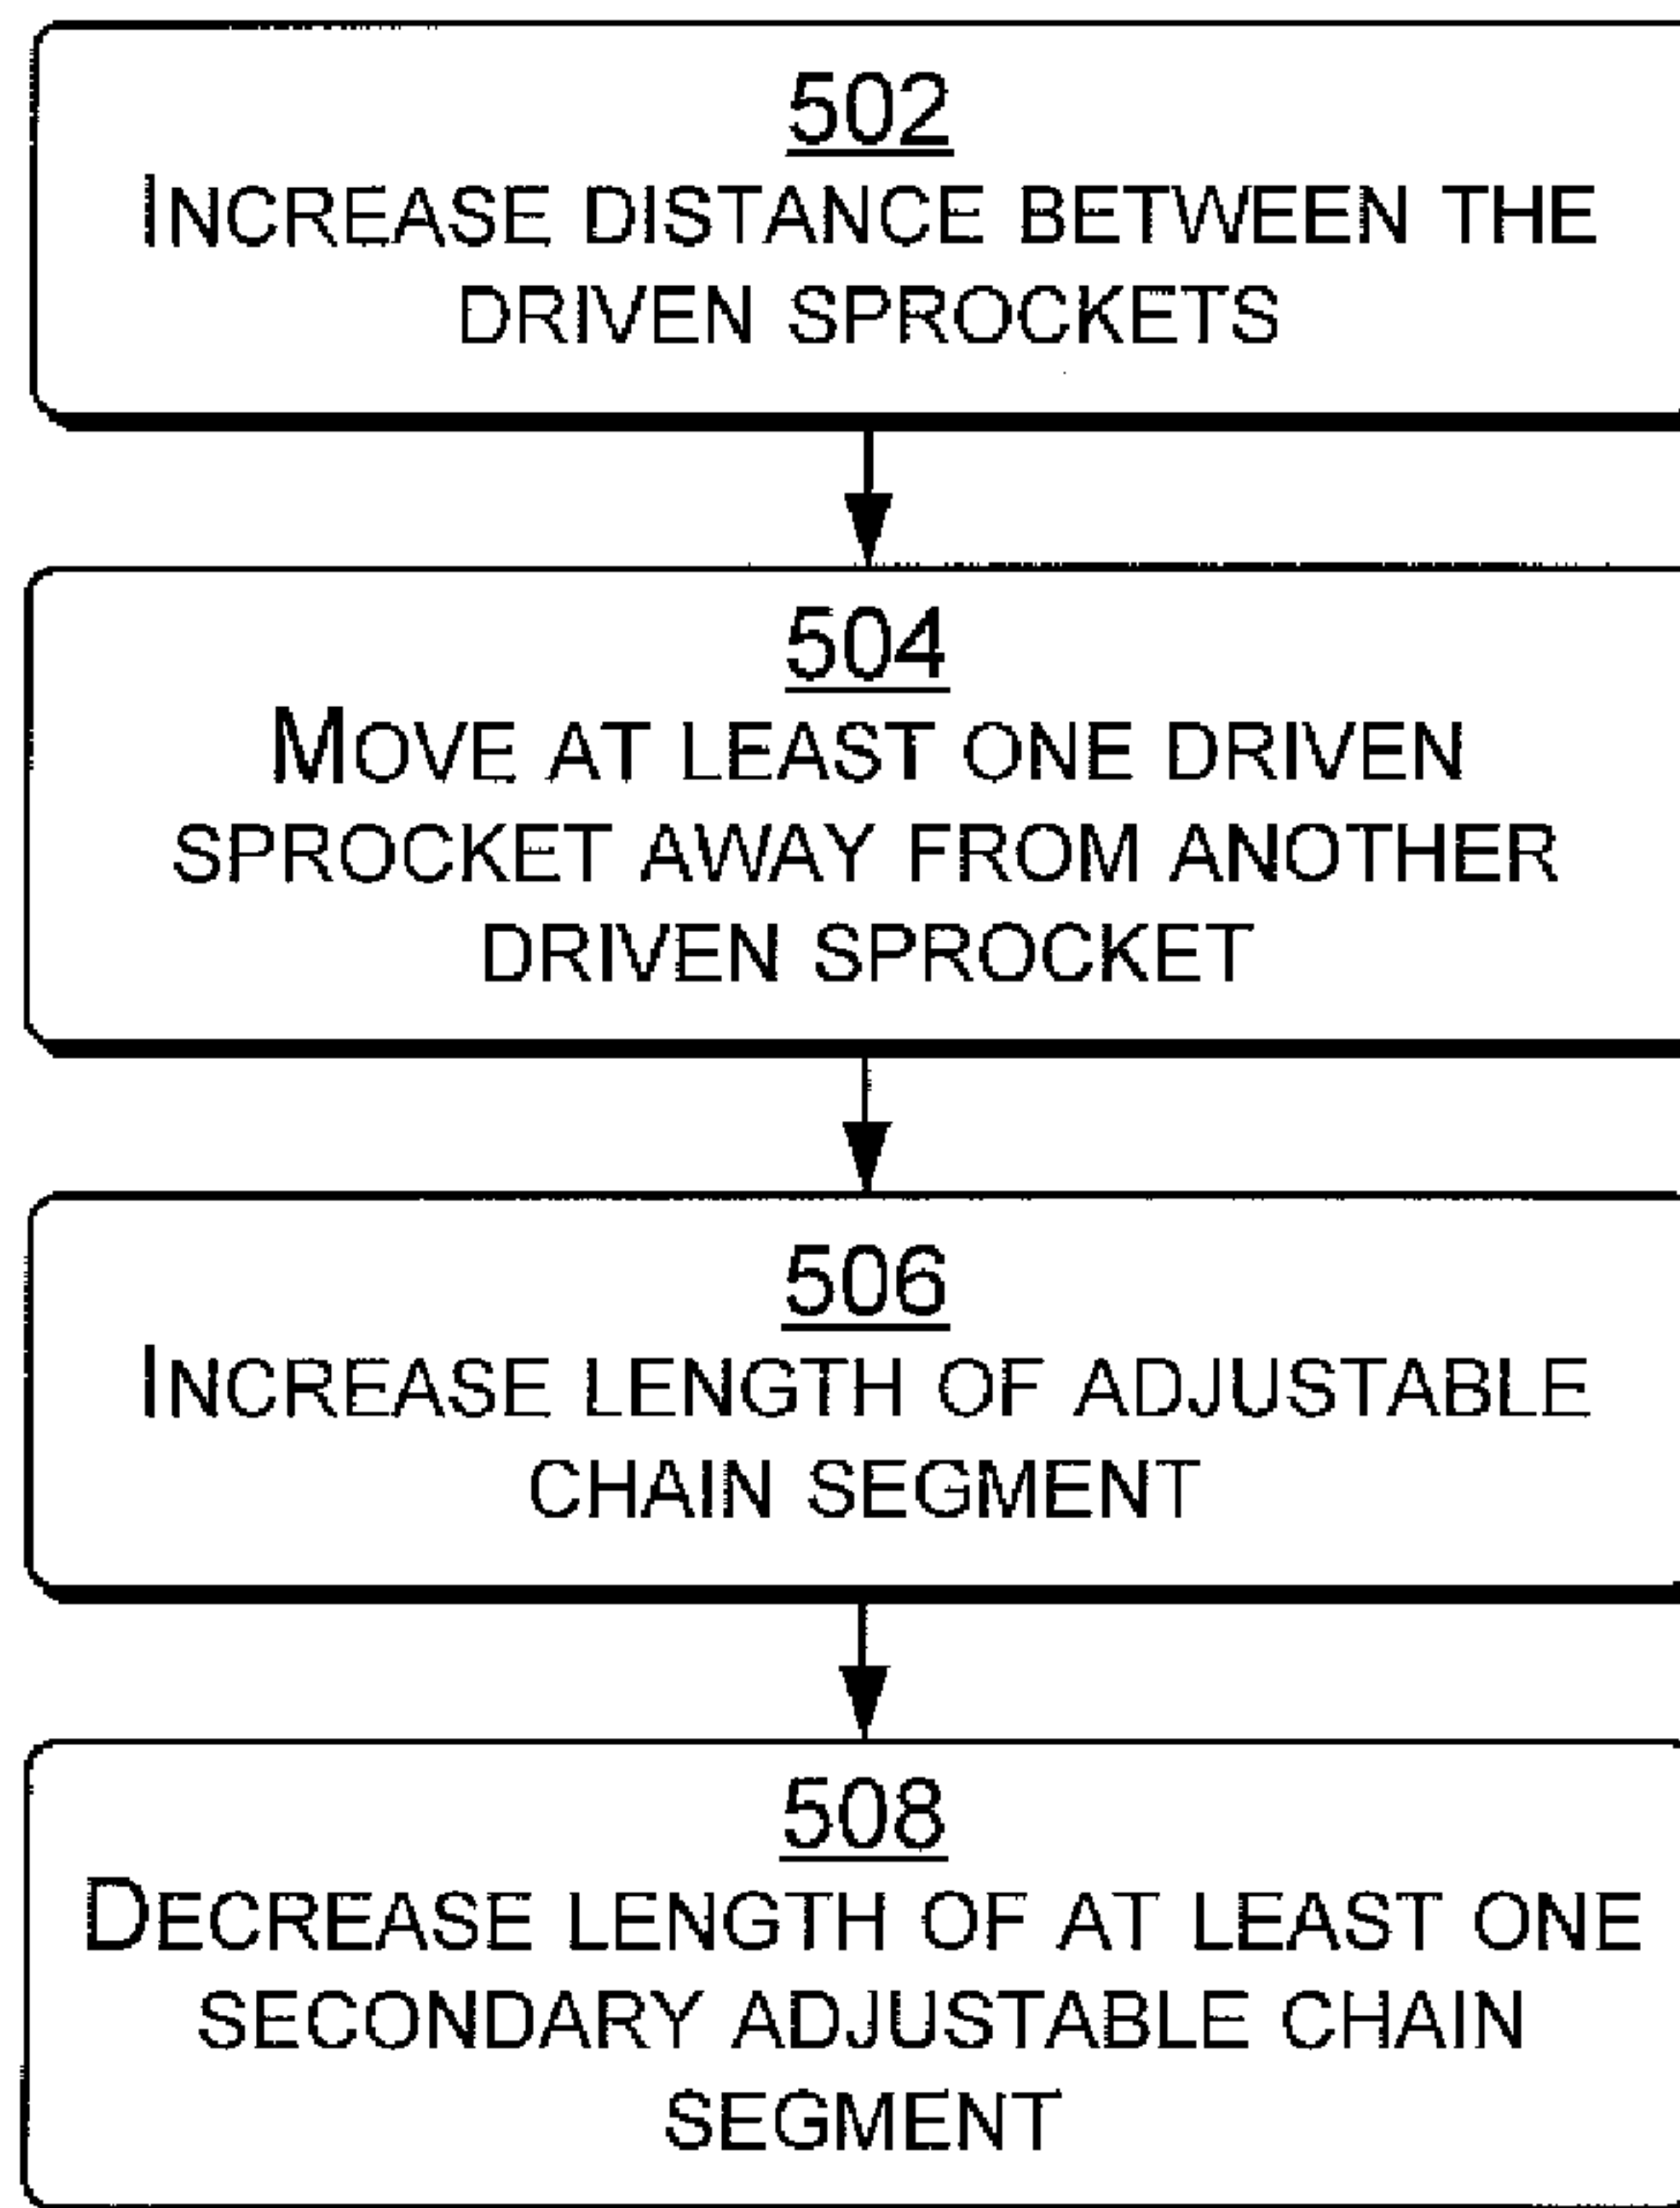 502
INCREASE DISTANCE BETWEEN THE
DRIVEN SPROCKETS
504
MOVE AT LEAST ONE DRIVEN
SPROCKET AWAY FROM ANOTHER
DRIVEN SPROCKET
506
INCREASE LENGTH OF ADJUSTABLE
CHAIN SEGMENT
508
DECREASE LENGTH OF AT LEAST ONE
SECONDARY ADJUSTABLE CHAIN
SEGMENT